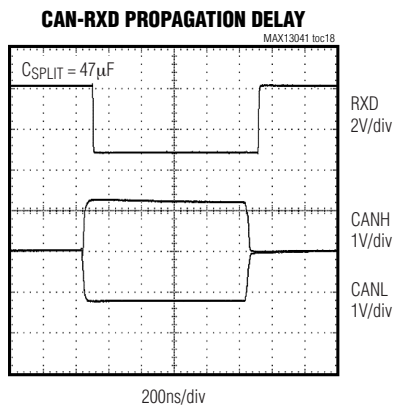 CAN-RXD PROPAGATION DELAY
MAX13041 toc18
CSPLIT = 47μF
RXD
2V/div
CANH
1V/div
CANL
1V/div
200ns/div